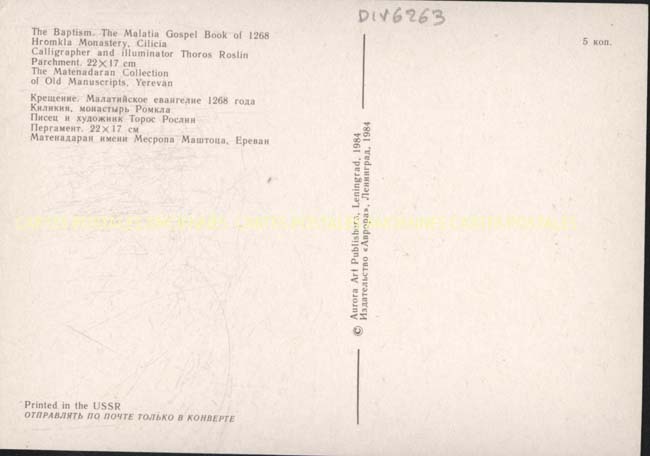 DIV6263
The Baptism. The Malatia Gospel Book of 1268
Hromkla Monastery, Cilicia
Calligrapher and illuminator Thoros Roslin
Parchment. 22×17 cm
The Matenadaran Collection
of Old Manuscripts, Yerevan
Крещение. Малатийское евангелие 1268 года
Киликия, монастырь Ромкла
Писец и художник Торос Рослин
Пергамент. 22×17 см
Матенадаран имени Месропа Маштоца, Ереван
5 коп.
© Aurora Art Publishers, Leningrad, 1984
Издательство «Аврора», Ленинград, 1984
Printed in the USSR
ОТПРАВЛЯТЬ ПО ПОЧТЕ ТОЛЬКО В КОНВЕРТЕ